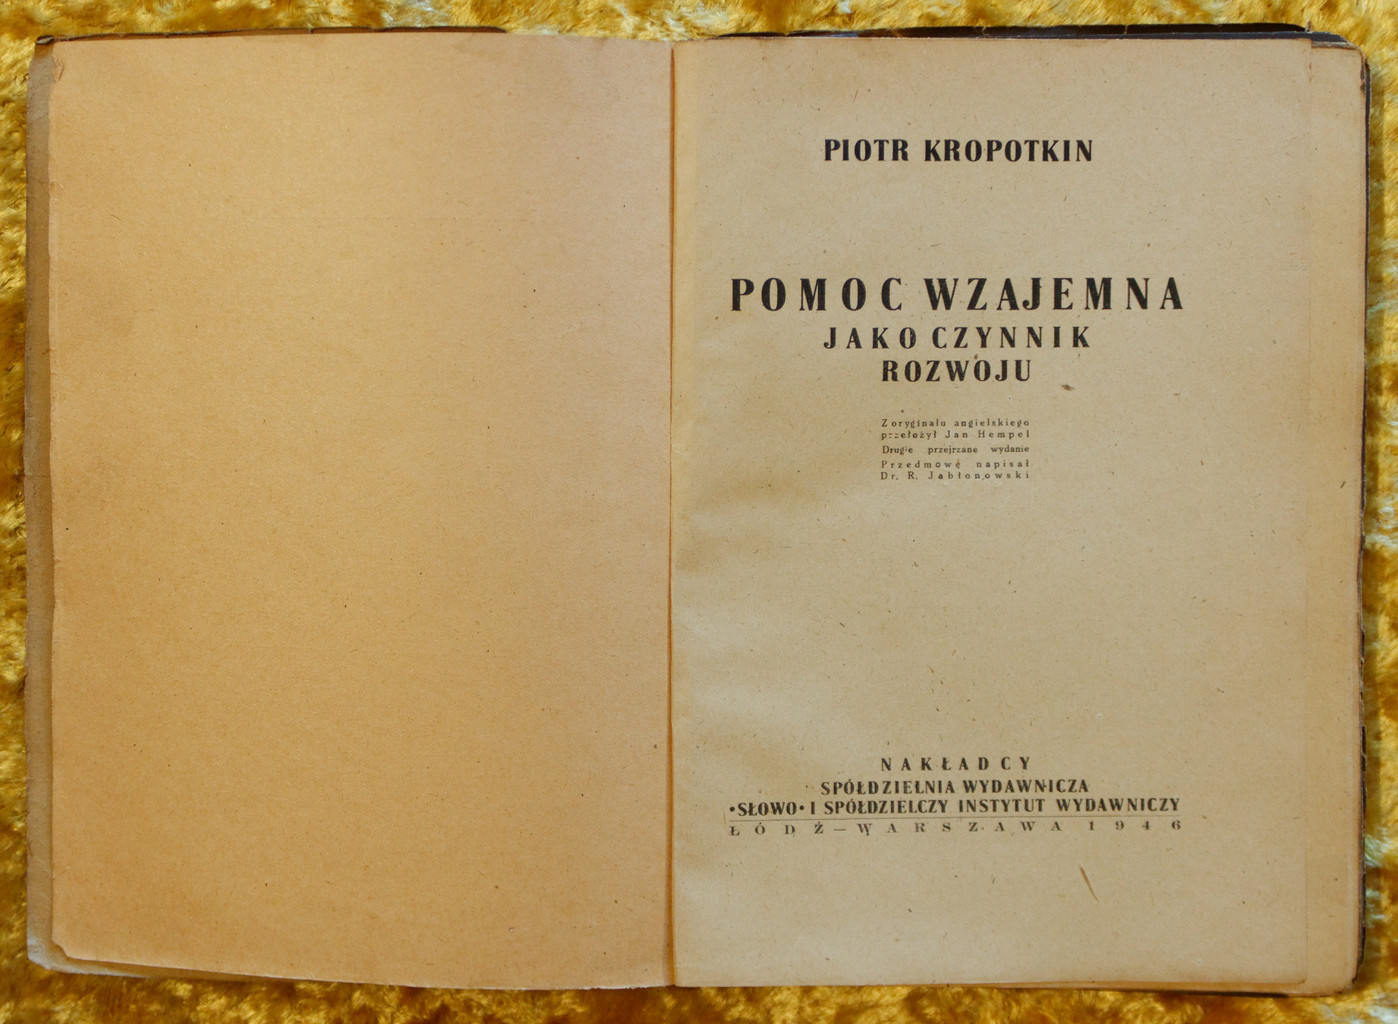 PIOTR KROPOTKIN
POMOC WZAJEMNA
JAKO CZYNNIK
ROZWOJU
Z oryginału angielskiego
przełożył Jan Hempel
Drugie przejrzane wydanie
Przedmowę napisał
Dr. R. Jabłonowski
NAKŁADCY
SPÓŁDZIELNIA WYDAWNICZA
•SŁOWO• I SPÓŁDZIELCZY INSTYTUT WYDAWNICZY
ŁÓDŹ—WARSZAWA 1946